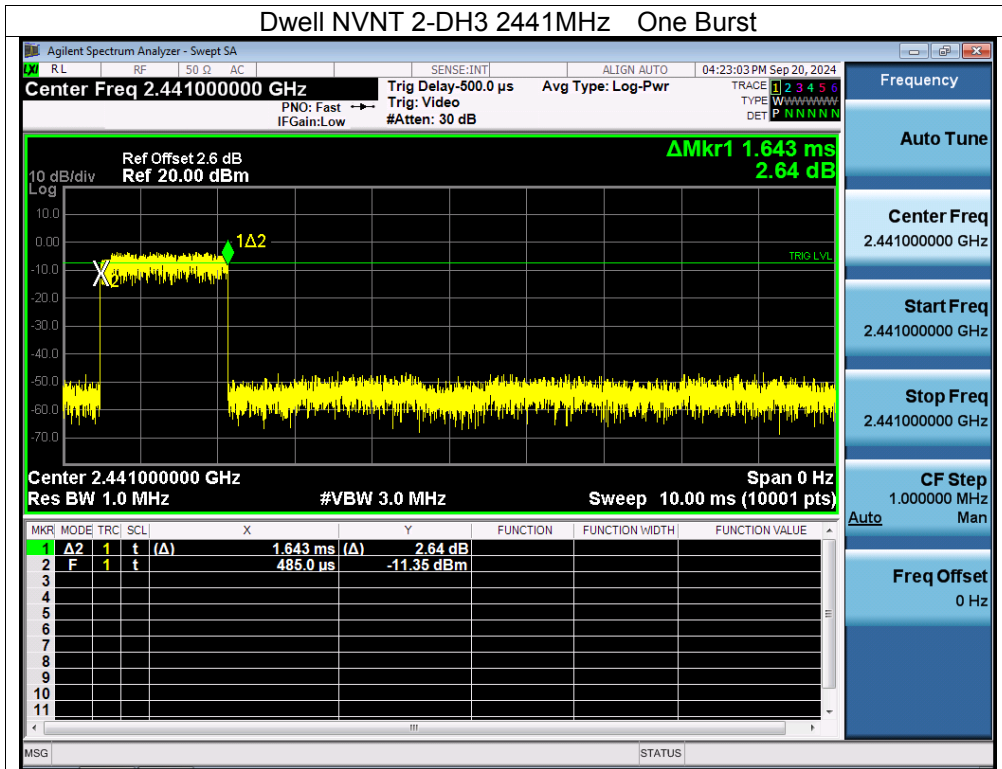 Dwell NVNT 2-DH3 2441MHz One Burst
Agilent Spectrum Analyzer - Swept SA
LXI RL RF 50 Ω AC SENSE:INT ALIGN AUTO 04:23:03 PM Sep 20, 2024
Center Freq 2.441000000 GHz
PNO: Fast
IFGain:Low
Trig Delay-500.0 µs
Trig: Video
#Atten: 30 dB
Avg Type: Log-Pwr
TRACE 1 2 3 4 5 6
TYPE WWWWWW
DET P N N N N N
Ref Offset 2.6 dB
10 dB/div Ref 20.00 dBm
Log
ΔMkr1 1.643 ms
2.64 dB
10.0
0.00
-10.0
-20.0
-30.0
-40.0
-50.0
-60.0
-70.0
1Δ2
2
TRIG LVL
Center 2.441000000 GHz Span 0 Hz
Res BW 1.0 MHz #VBW 3.0 MHz Sweep 10.00 ms (10001 pts)
MKR MODE TRC SCL X Y FUNCTION FUNCTION WIDTH FUNCTION VALUE
1 Δ2 1 t (Δ) 1.643 ms (Δ) 2.64 dB
2 F 1 t 485.0 µs -11.35 dBm
3
4
5
6
7
8
9
10
11
MSG STATUS
Frequency
Auto Tune
Center Freq
2.441000000 GHz
Start Freq
2.441000000 GHz
Stop Freq
2.441000000 GHz
CF Step
1.000000 MHz
Auto Man
Freq Offset
0 Hz